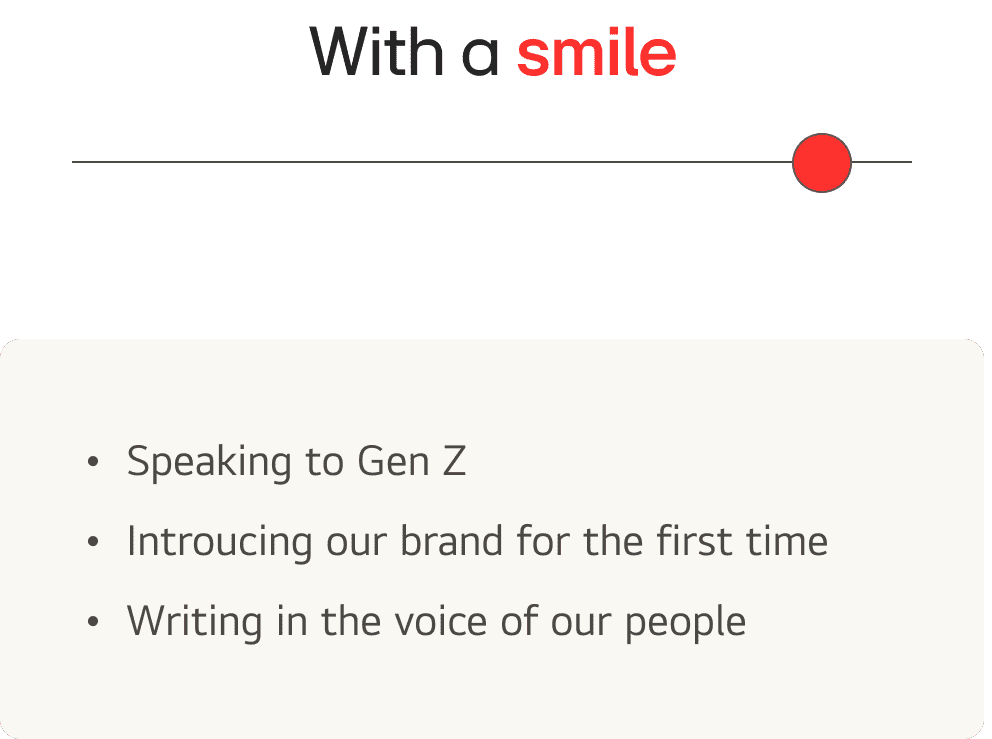 With a smile
• Speaking to Gen Z
• Introucing our brand for the first time
• Writing in the voice of our people